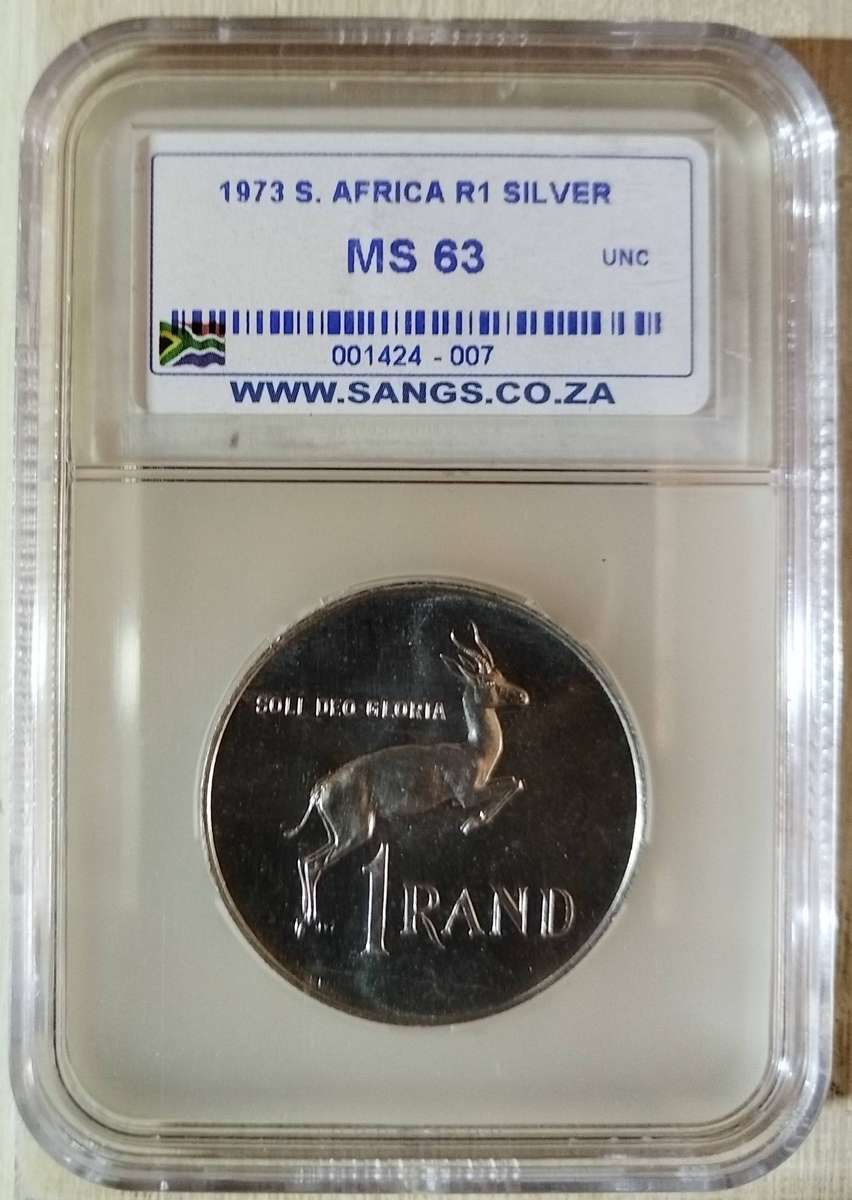 1973 S. AFRICA R1 SILVER
MS 63 UNC
001424 - 007
WWW.SANGS.CO.ZA
SOLI DEO GLORIA
1 RAND